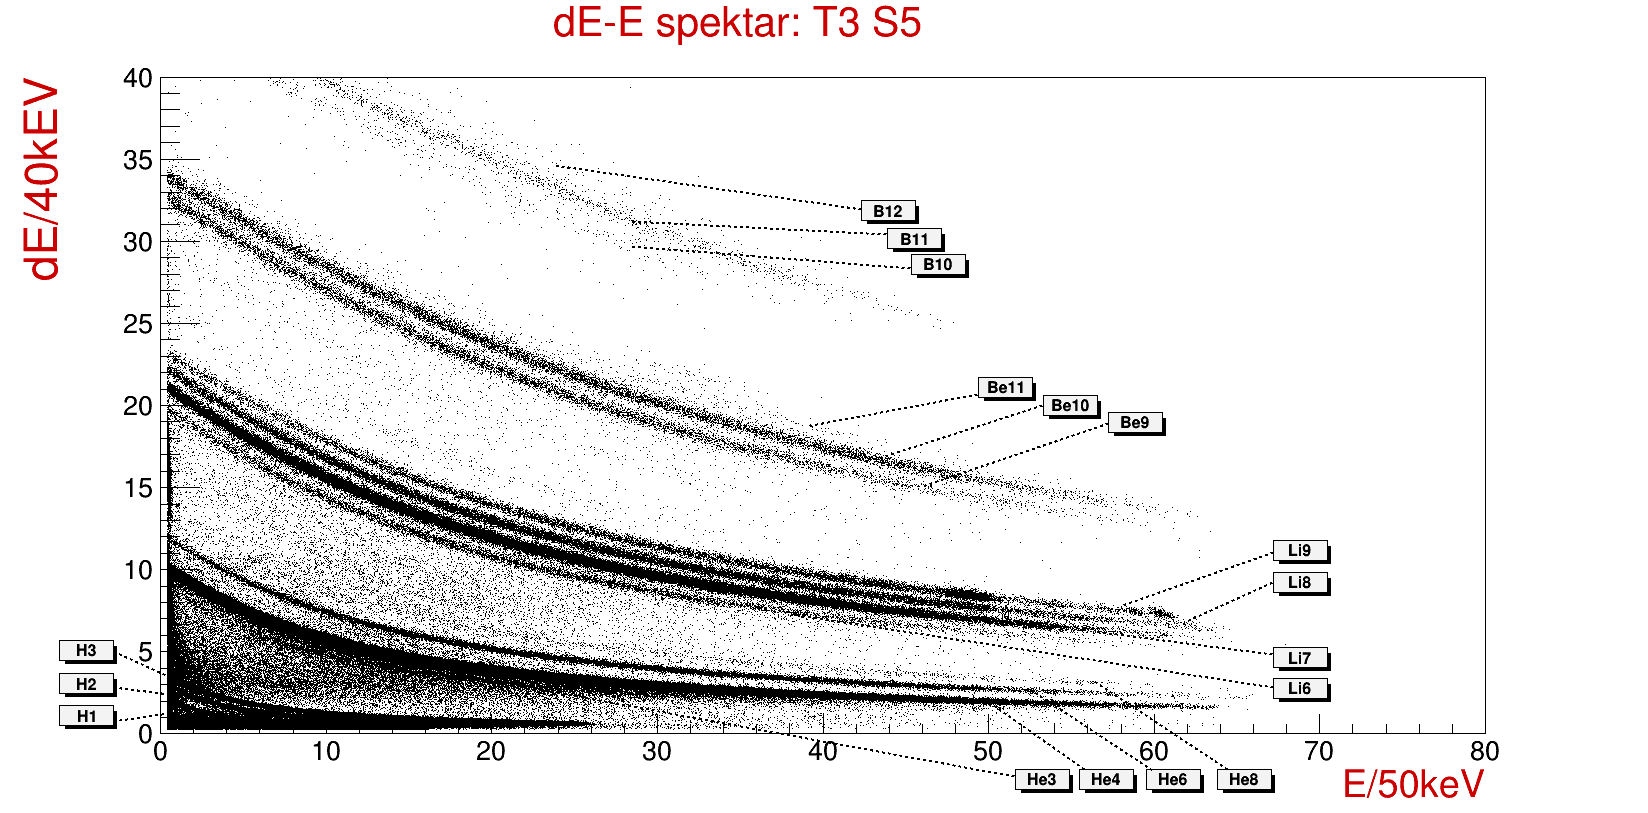 dE-E spektar: T3 S5
dE/40kEV
40
35
30
25
20
15
10
5
0
B12
B11
B10
Be11
Be10
Be9
Li9
Li8
Li7
Li6
H3
H2
H1
0 10 20 30 40 50 60 70 80
He3 He4 He6 He8
E/50keV